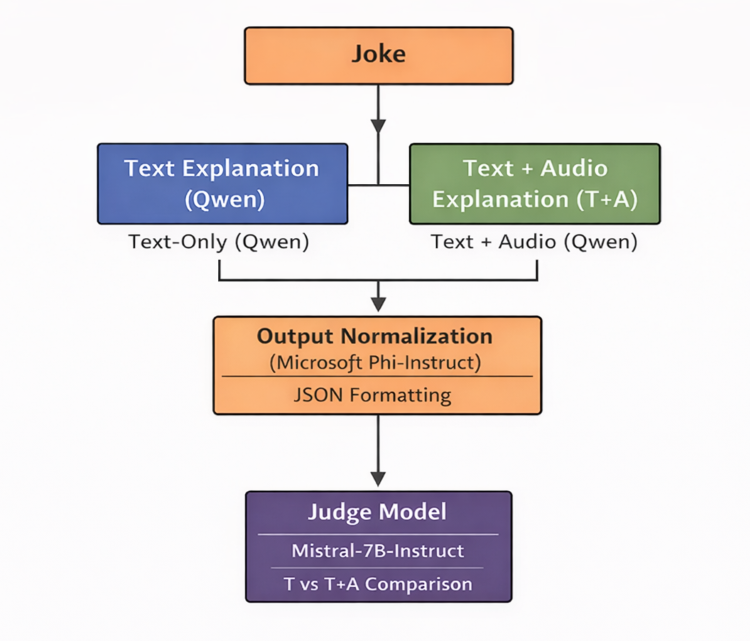 Joke
Text Explanation
(Qwen)
Text + Audio
Explanation (T+A)
Text-Only (Qwen)
Text + Audio (Qwen)
Output Normalization
(Microsoft Phi-Instruct)
JSON Formatting
Judge Model
Mistral-7B-Instruct
T vs T+A Comparison